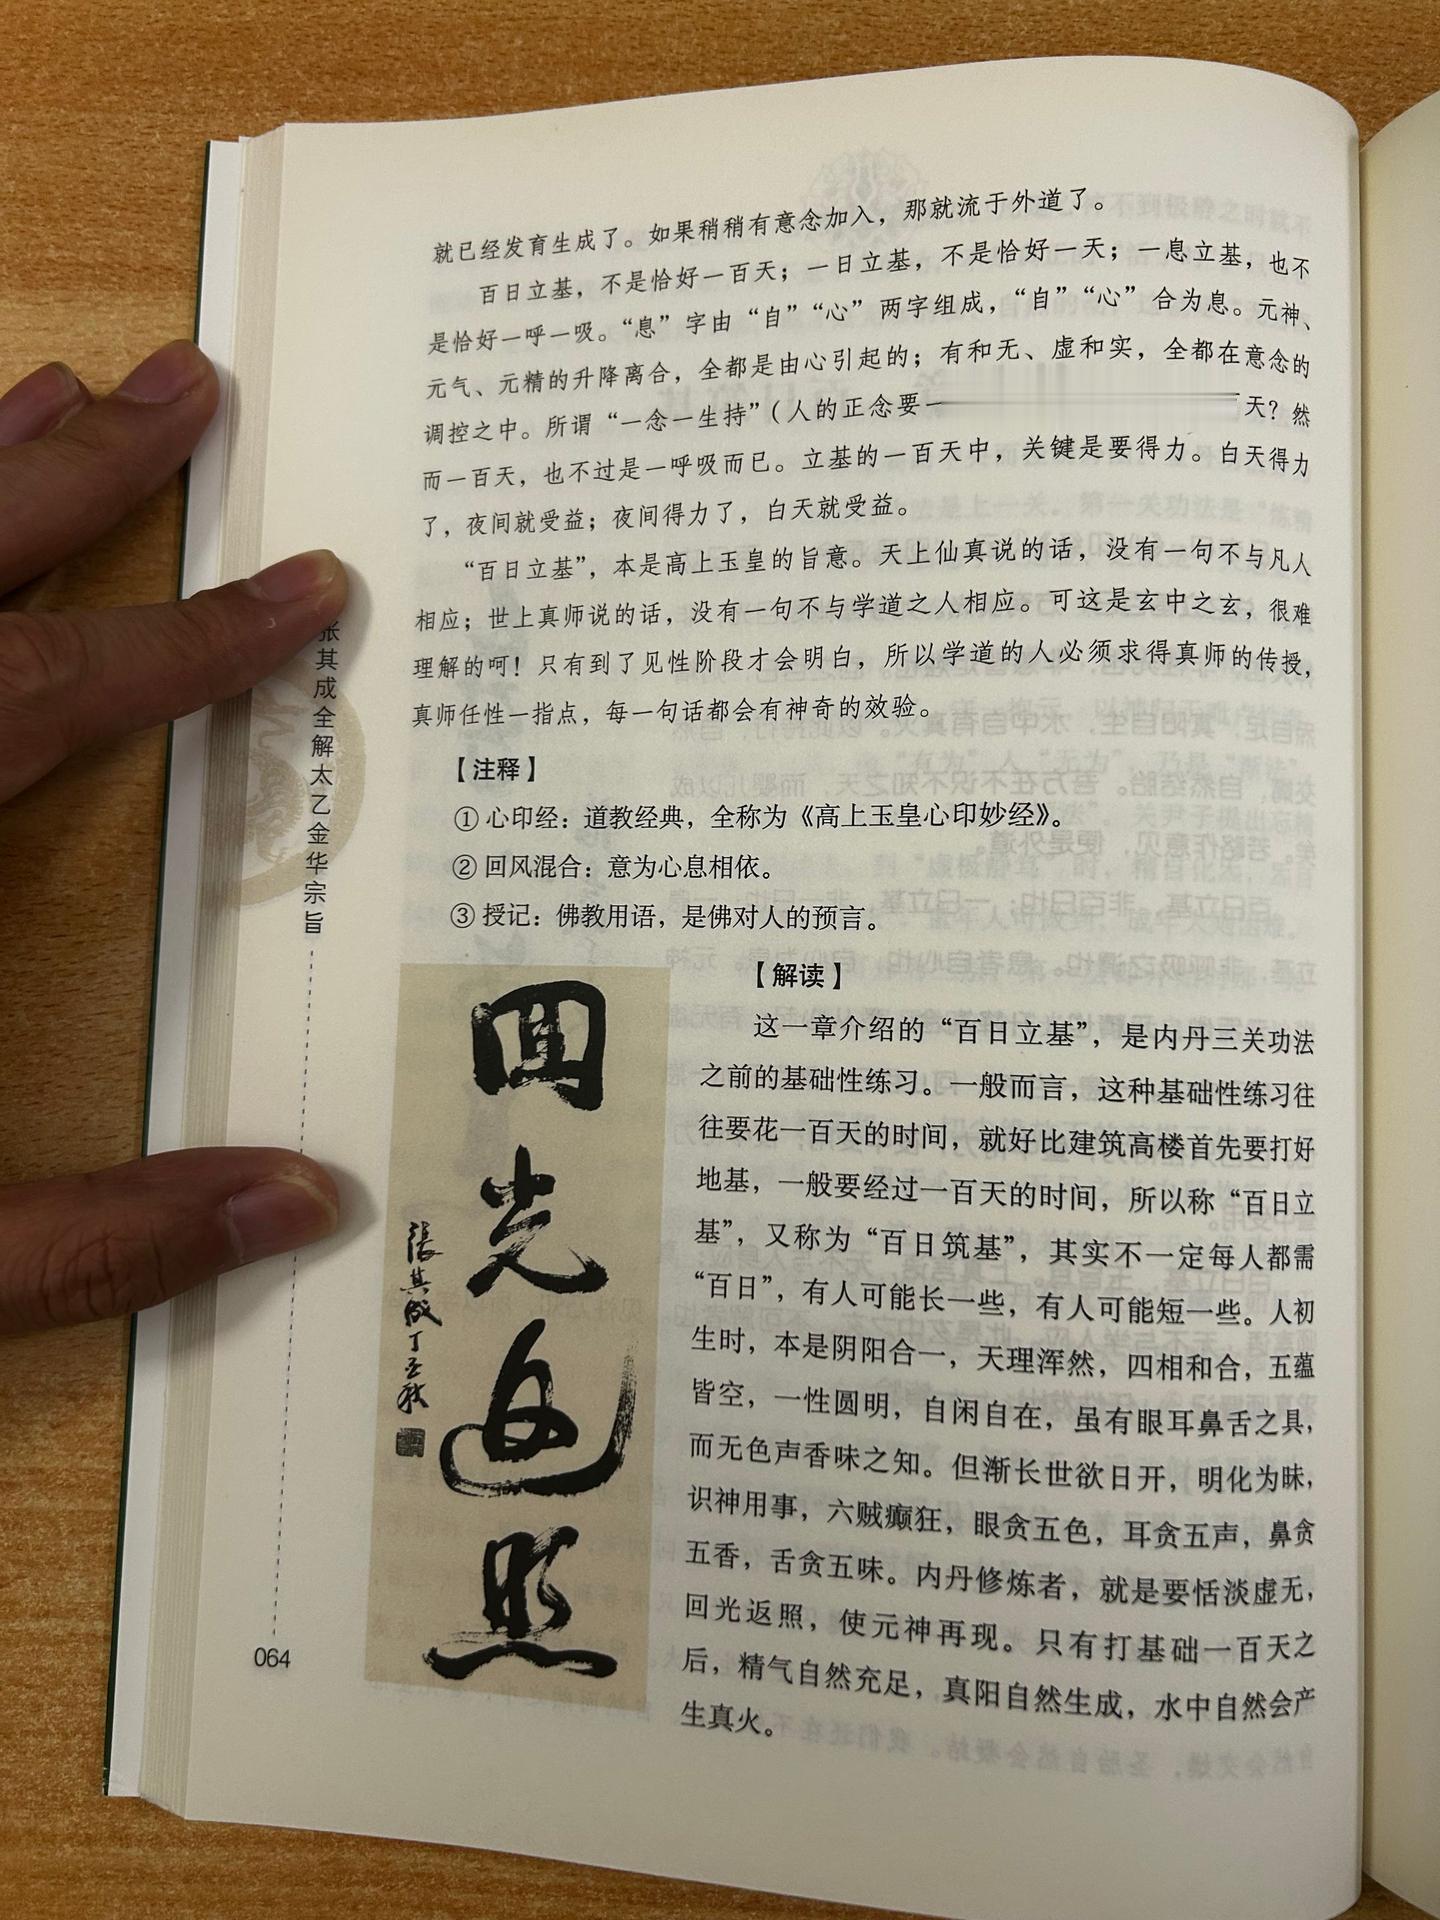 就已经发育生成了。如果稍稍有意念加入，那就流于外道了。
百日立基，不是恰好一百天；一日立基，不是恰好一天；一息立基，也不
是恰好一呼一吸。“息”字由“自”“心”两字组成，“自”“心”合为息。元神、
元气、元精的升降离合，全都是由心引起的；有和无、虚和实，全都在意念的
调控之中。所谓“一念一生持”（人的正念要一 天？然
而一百天，也不过是一呼吸而已。立基的一百天中，关键是要得力。白天得力
了，夜间就受益；夜间得力了，白天就受益。
“百日立基”，本是高上玉皇的旨意。天上仙真说的话，没有一句不与凡人
相应；世上真师说的话，没有一句不与学道之人相应。可这是玄中之玄，很难
理解的呵！只有到了见性阶段才会明白，所以学道的人必须求得真师的传授，
真师任性一指点，每一句话都会有神奇的效验。
【注释】
① 心印经：道教经典，全称为《高上玉皇心印妙经》。
② 回风混合：意为心息相依。
③ 授记：佛教用语，是佛对人的预言。
【解读】
这一章介绍的“百日立基”，是内丹三关功法
之前的基础性练习。一般而言，这种基础性练习往
往要花一百天的时间，就好比建筑高楼首先要打好
地基，一般要经过一百天的时间，所以称“百日立
基”，又称为“百日筑基”，其实不一定每人都需
“百日”，有人可能长一些，有人可能短一些。人初
生时，本是阴阳合一，天理浑然，四相和合，五蕴
皆空，一性圆明，自闲自在，虽有眼耳鼻舌之具，
而无色声香味之知。但渐长世欲日开，明化为昧，
识神用事，六贼癫狂，眼贪五色，耳贪五声，鼻贪
五香，舌贪五味。内丹修炼者，就是要恬淡虚无，
回光返照，使元神再现。只有打基础一百天之
后，精气自然充足，真阳自然生成，水中自然会产
生真火。
回光返照
張其成丁亥秋
张其成全解太乙金华宗旨
064